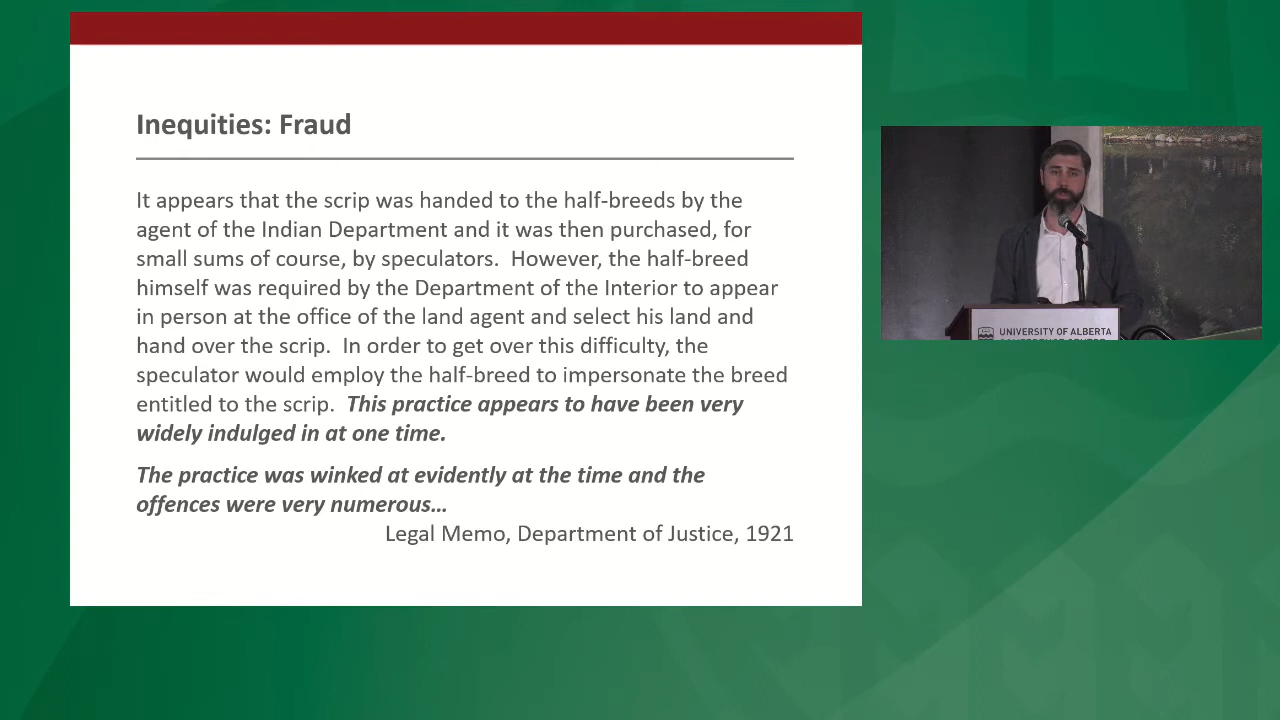 Inequities: Fraud
It appears that the scrip was handed to the half-breeds by the
agent of the Indian Department and it was then purchased, for
small sums of course, by speculators.  However, the half-breed
himself was required by the Department of the Interior to appear
in person at the office of the land agent and select his land and
hand over the scrip.  In order to get over this difficulty, the
speculator would employ the half-breed to impersonate the breed
entitled to the scrip.  This practice appears to have been very
widely indulged in at one time.
The practice was winked at evidently at the time and the
offences were very numerous…
Legal Memo, Department of Justice, 1921
UNIVERSITY OF ALBERTA